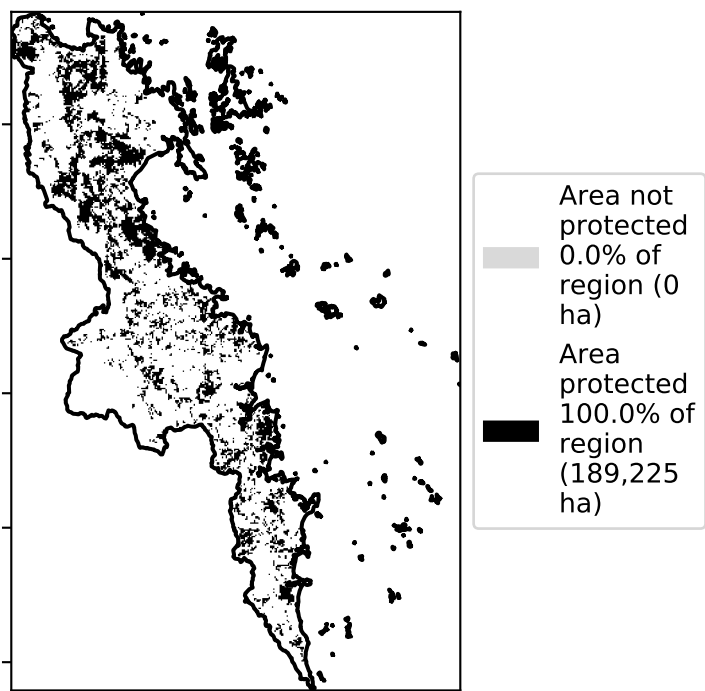 Area not
protected
0.0% of
region (0
ha)
Area
protected
100.0% of
region
(189,225
ha)